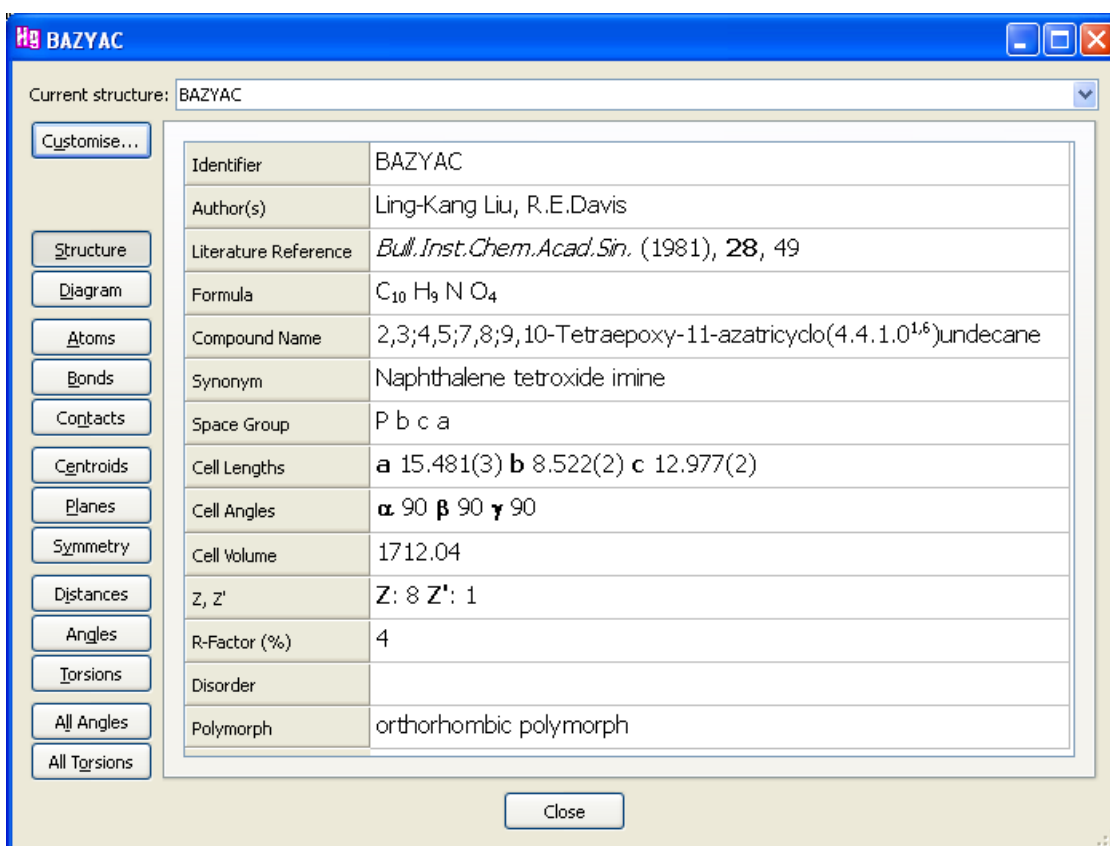 Hg BAZYAC
Current structure: BAZYAC
Customise...
Structure
Diagram
Atoms
Bonds
Contacts
Centroids
Planes
Symmetry
Distances
Angles
Torsions
All Angles
All Torsions
Identifier BAZYAC
Author(s) Ling-Kang Liu, R.E.Davis
Literature Reference Bull.Inst.Chem.Acad.Sin. (1981), 28, 49
Formula C₁₀ H₉ N O₄
Compound Name 2,3;4,5;7,8;9,10-Tetraepoxy-11-azatricyclo(4.4.1.0¹,⁶)undecane
Synonym Naphthalene tetroxide imine
Space Group P b c a
Cell Lengths a 15.481(3) b 8.522(2) c 12.977(2)
Cell Angles α 90 β 90 γ 90
Cell Volume 1712.04
Z, Z' Z: 8 Z': 1
R-Factor (%) 4
Disorder
Polymorph orthorhombic polymorph
Close